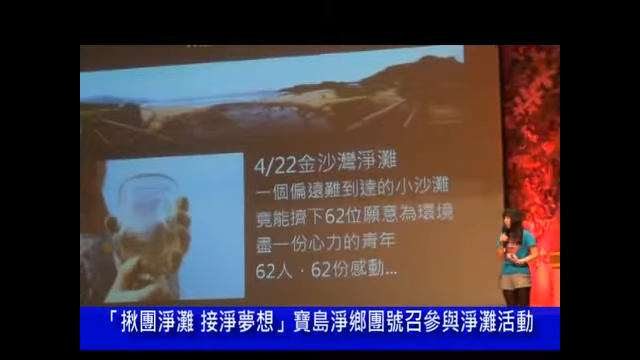 4/22金沙灣淨灘
一個偏遠難到達的小沙灘
竟能擠下62位願意為環境
盡一份心力的青年
62人，62份感動...
「揪團淨灘 接淨夢想」寶島淨鄉團號召參與淨灘活動